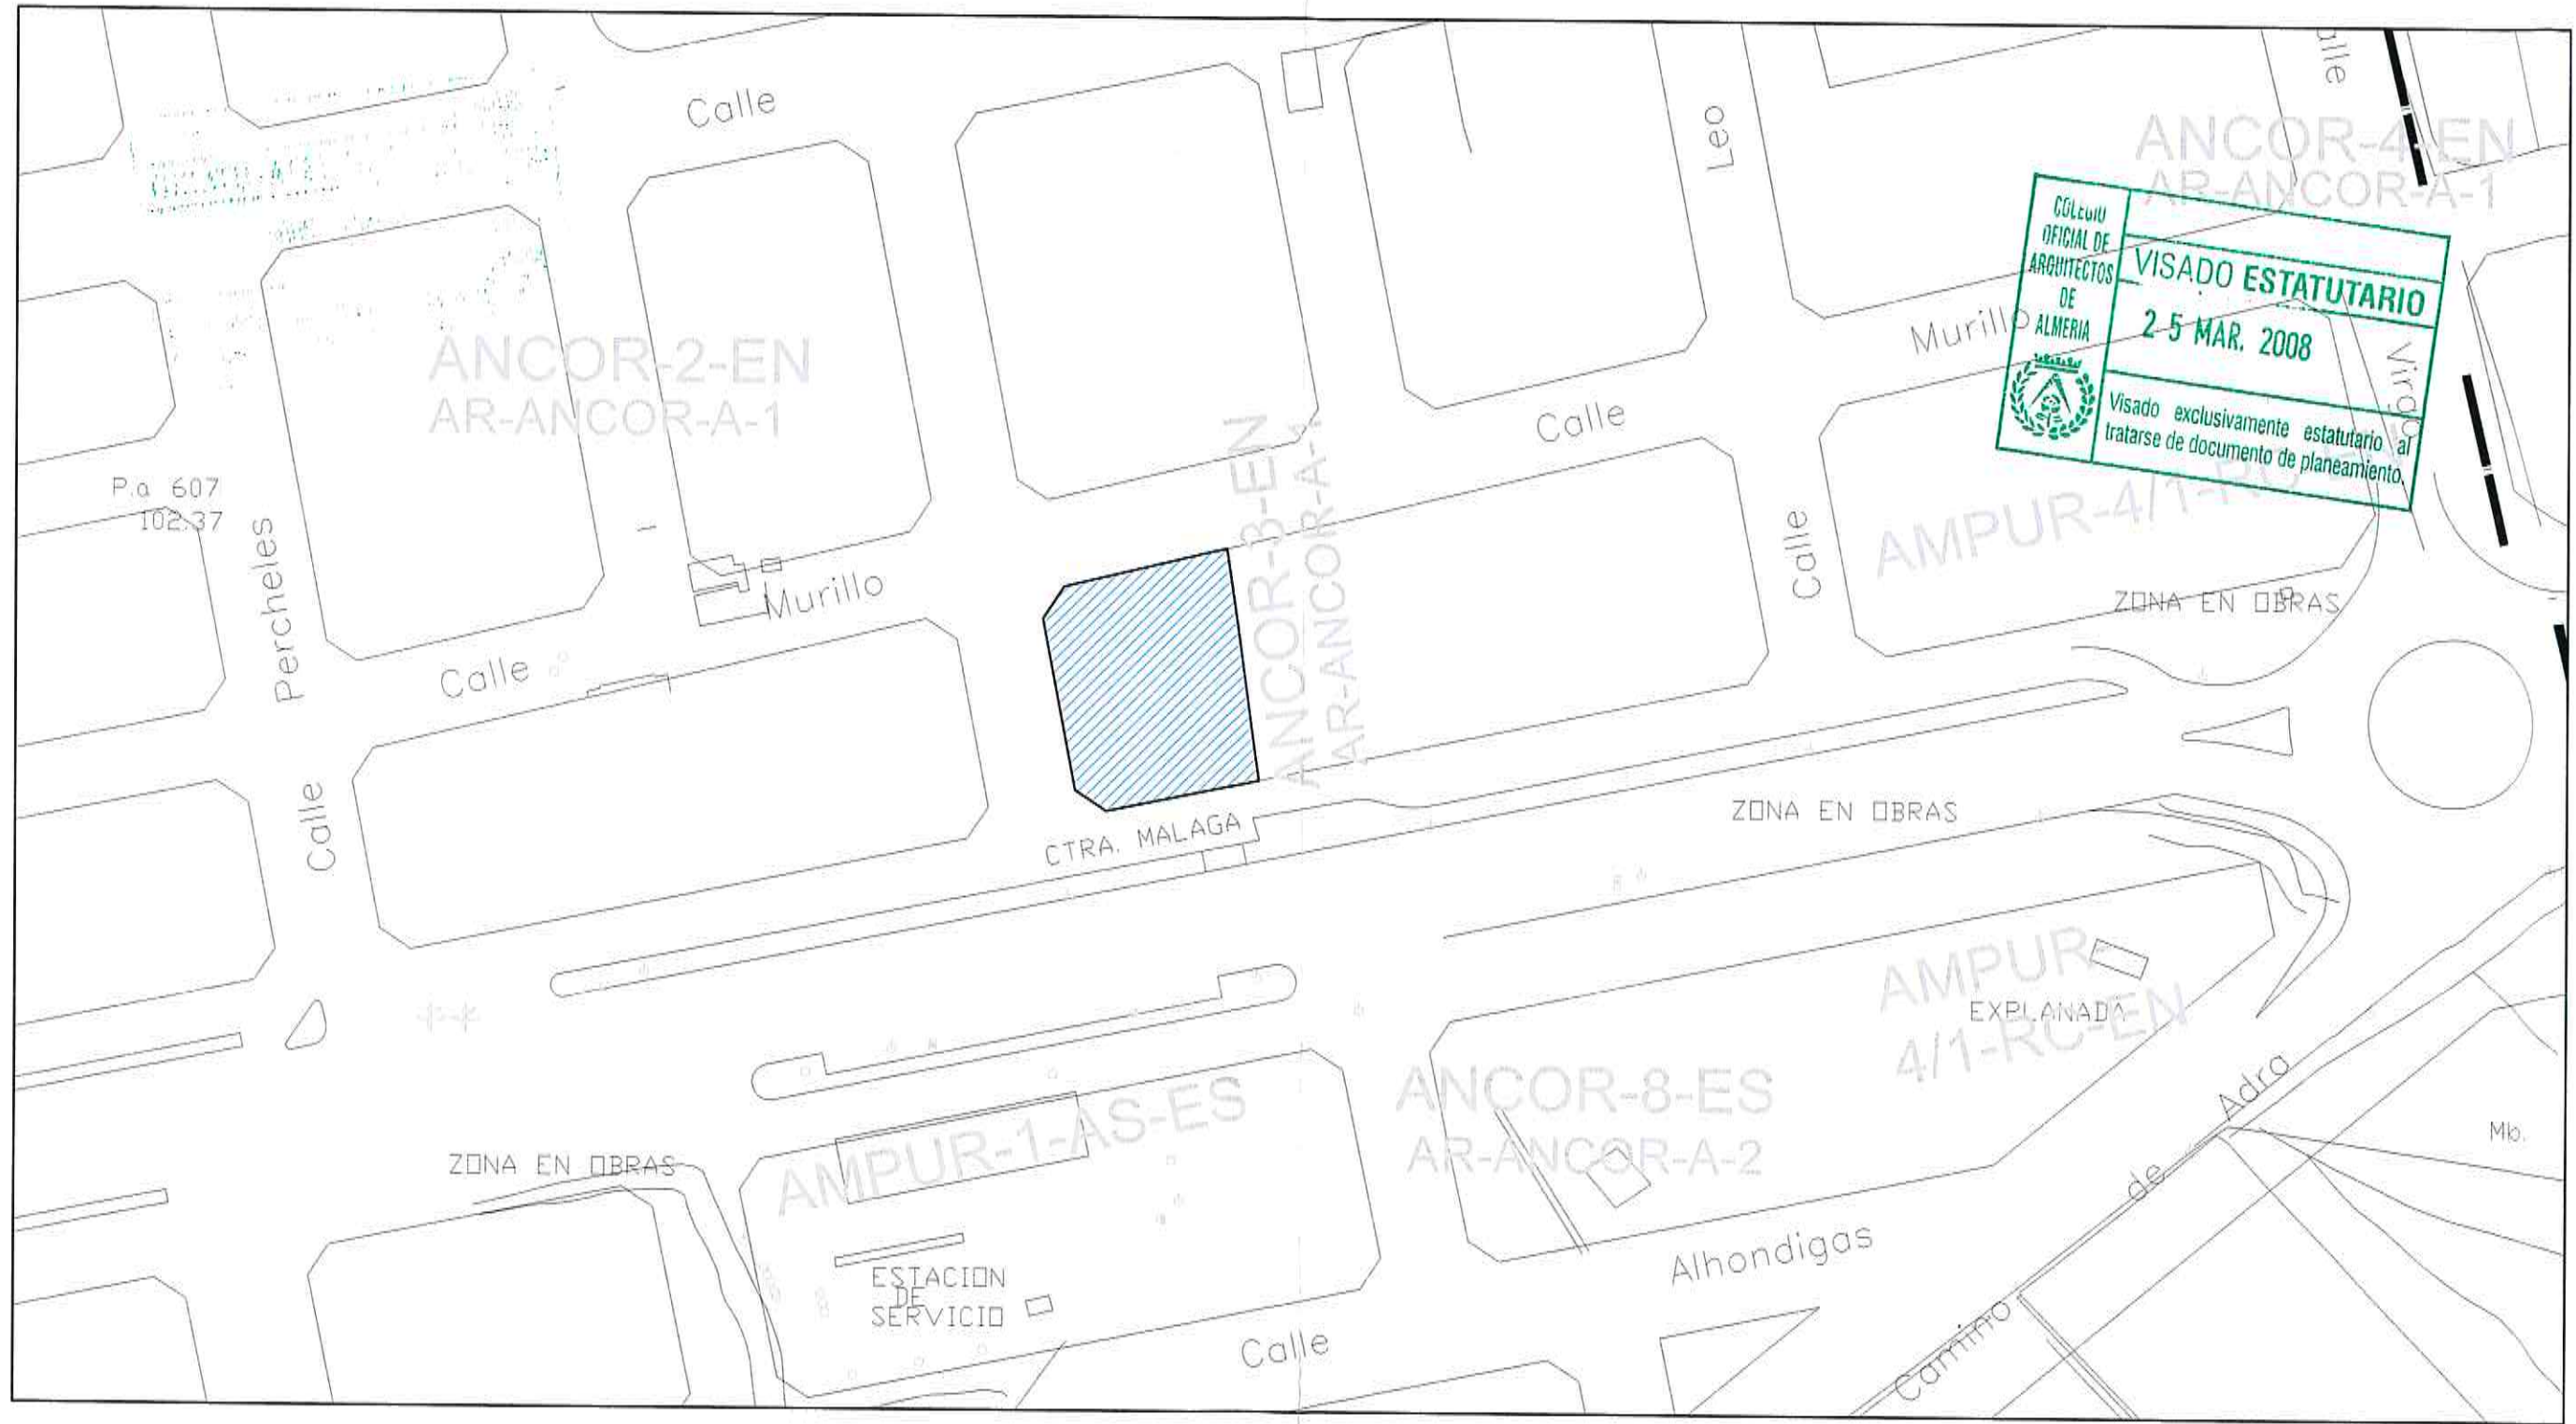 Calle
Leo
alle
ANCOR-4-EN
AR-ANCOR-A-1
COLEGIO
OFICIAL DE
ARQUITECTOS
DE
ALMERIA
VISADO ESTATUTARIO
25 MAR. 2008
Visado exclusivamente estatutario al
tratarse de documento de planeamiento.
Murillo
Virgo
ANCOR-2-EN
AR-ANCOR-A-1
Calle
ANCOR-3-EN
AR-ANCOR-A-1
P.a 607
102.37
Percheles
Calle
Murillo
Calle
Calle
AMPUR-4/1-RC-EN
ZONA EN OBRAS
CTRA. MALAGA
ZONA EN OBRAS
AMPUR-
4/1-RC-EN
EXPLANADA
ANCOR-8-ES
AR-ANCOR-A-2
AMPUR-1-AS-ES
ZONA EN OBRAS
ESTACION
DE
SERVICIO
Calle
Alhondigas
Camino de Adra
Mb.